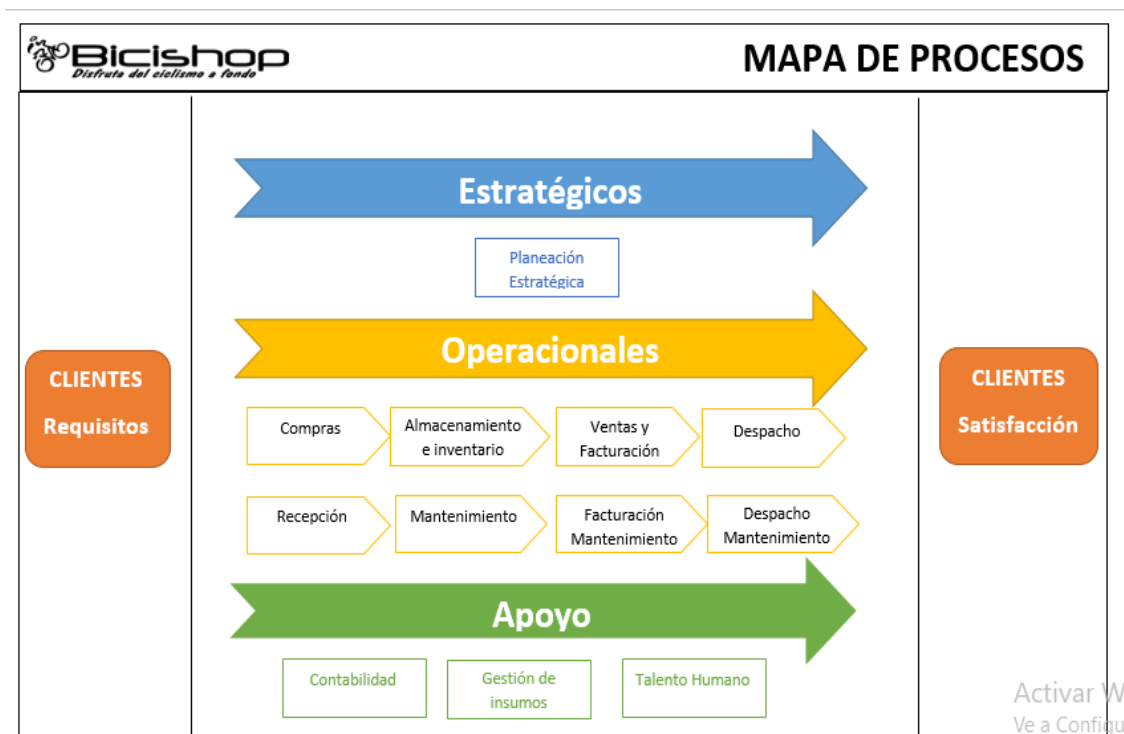 Bicishop
Disfruta del ciclismo a fondo
MAPA DE PROCESOS
Estratégicos
Planeación
Estratégica
Operacionales
CLIENTES
Requisitos
CLIENTES
Satisfacción
Compras
Almacenamiento
e inventario
Ventas y
Facturación
Despacho
Recepción
Mantenimiento
Facturación
Mantenimiento
Despacho
Mantenimiento
Apoyo
Contabilidad
Gestión de
insumos
Talento Humano
Activar W
Ve a Configu